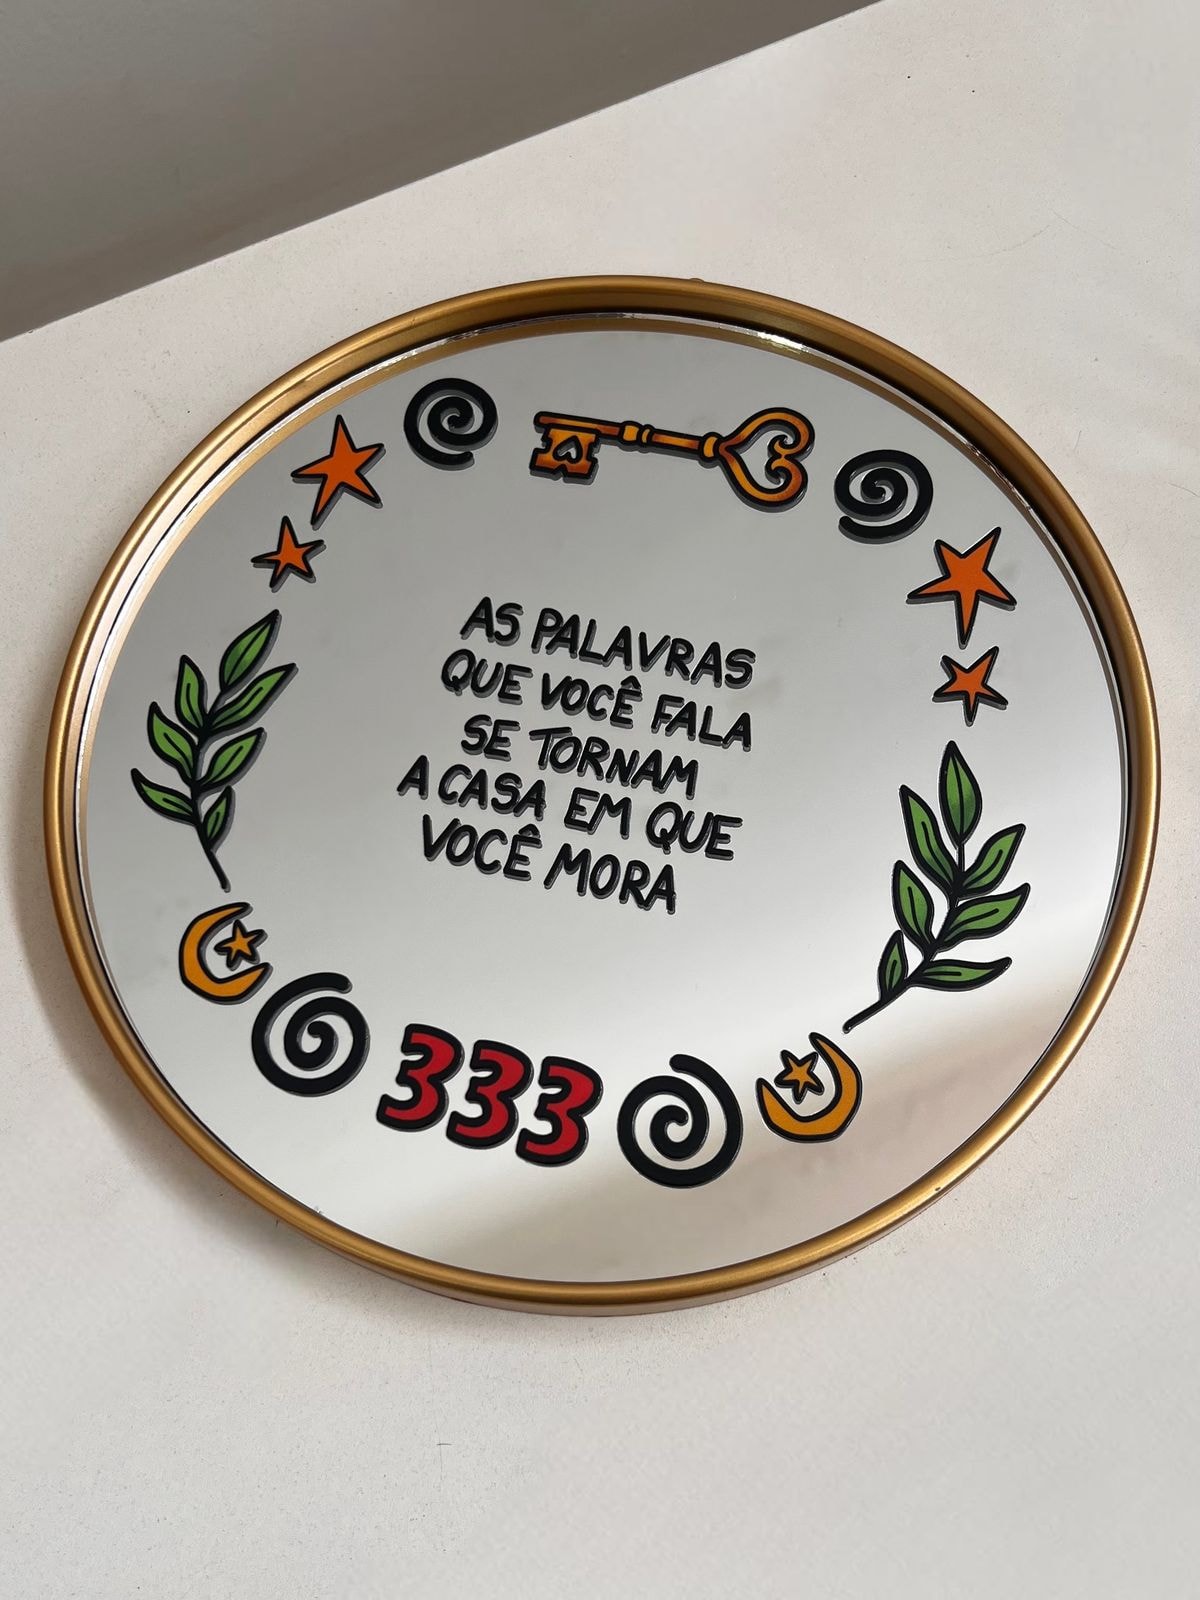 AS PALAVRAS
QUE VOCÊ FALA
SE TORNAM
A CASA EM QUE
VOCÊ MORA
333